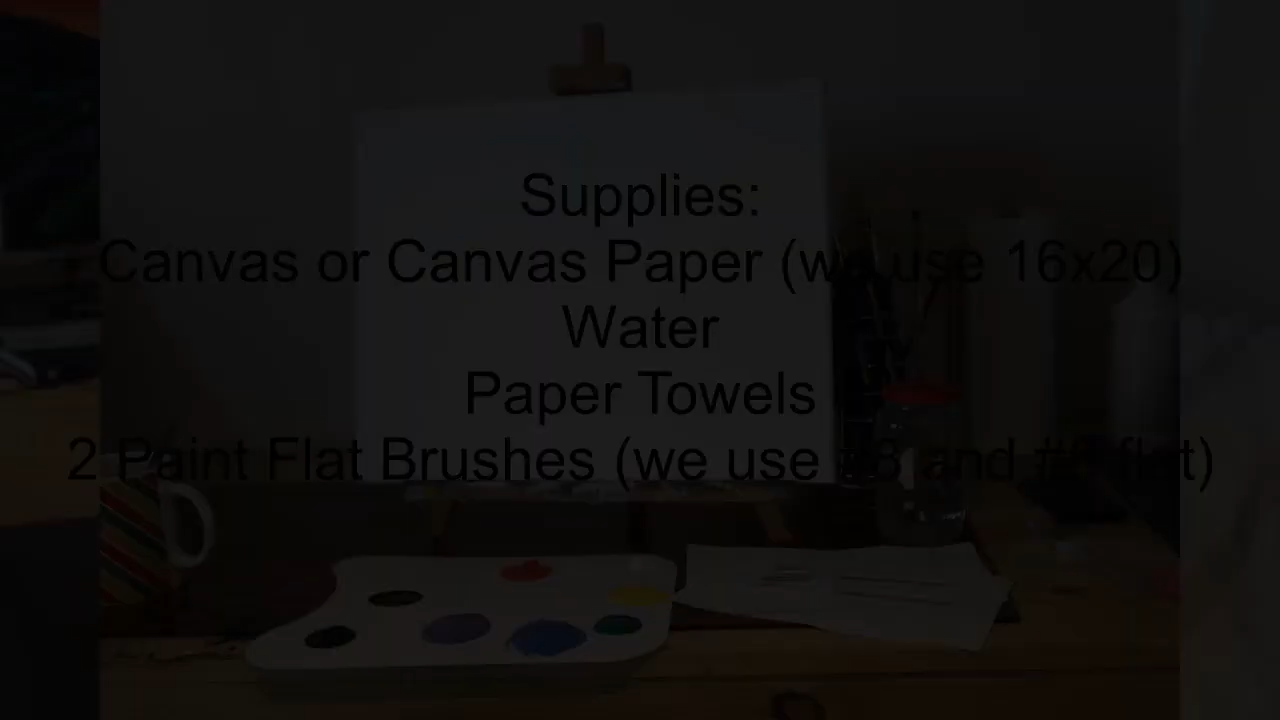 Supplies:
Canvas or Canvas Paper (we use 16x20)
Water
Paper Towels
2 Paint Flat Brushes (we use #8 and flat)